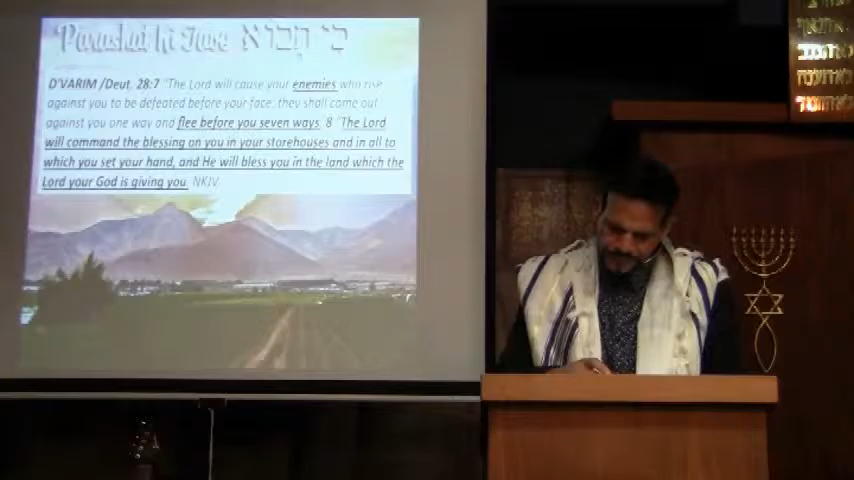 Parashat ki Tavo כי תבוא
D'VARIM /Deut. 28:7 "The Lord will cause your enemies who rise
against you to be defeated before your face; they shall come out
against you one way and flee before you seven ways. 8 "The Lord
will command the blessing on you in your storehouses and in all to
which you set your hand, and He will bless you in the land which the
Lord your God is giving you. NKJV